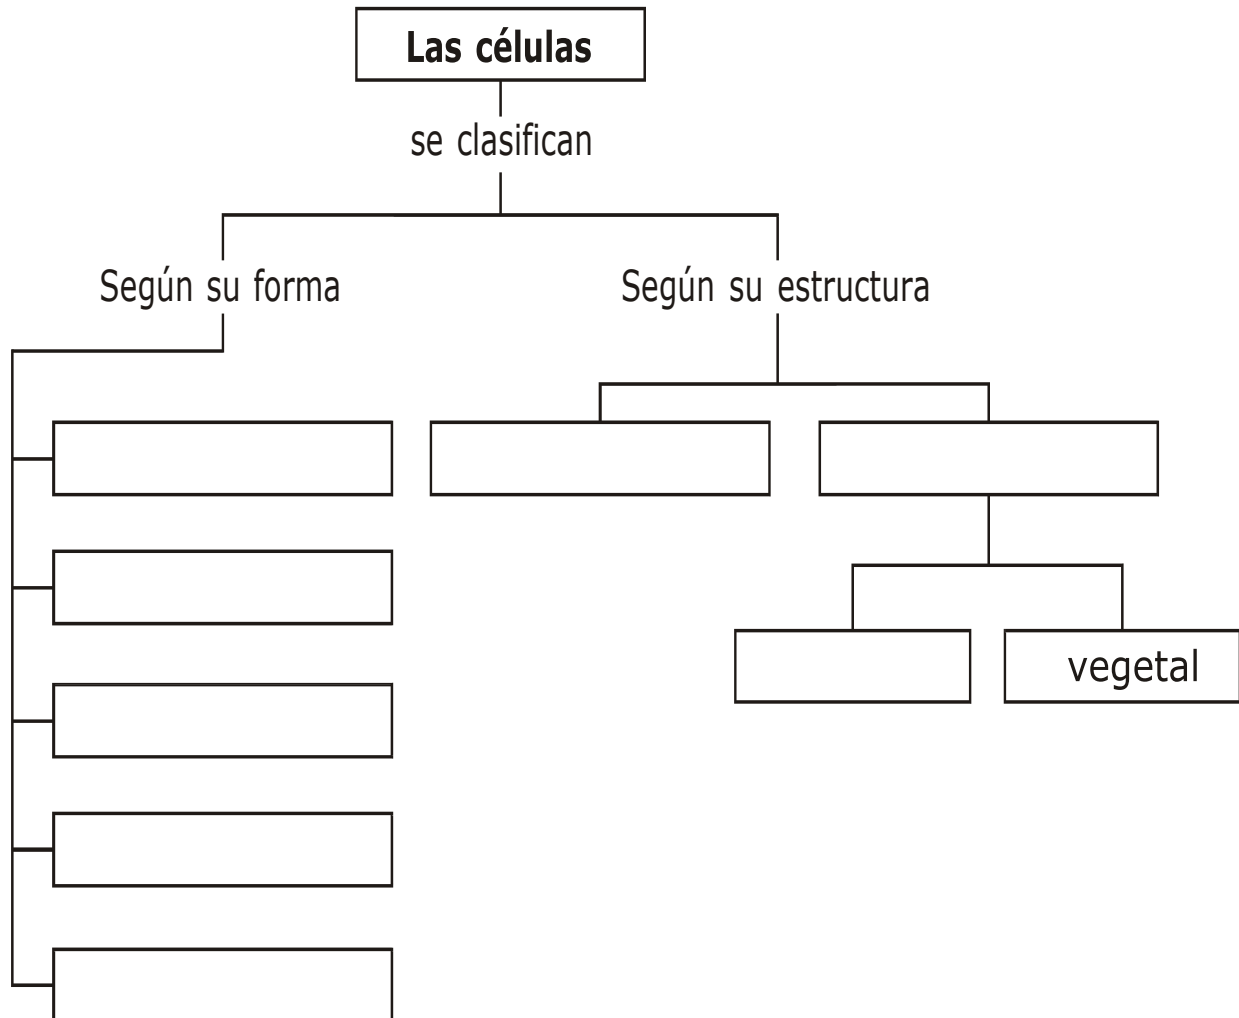 Las células
se clasifican
Según su forma
Según su estructura
vegetal